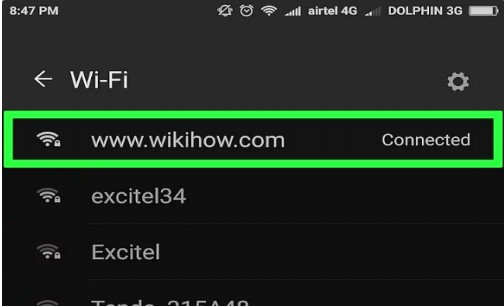 8:47 PM airtel 4G DOLPHIN 3G
Wi-Fi
www.wikihow.com Connected
excitel34
Excitel